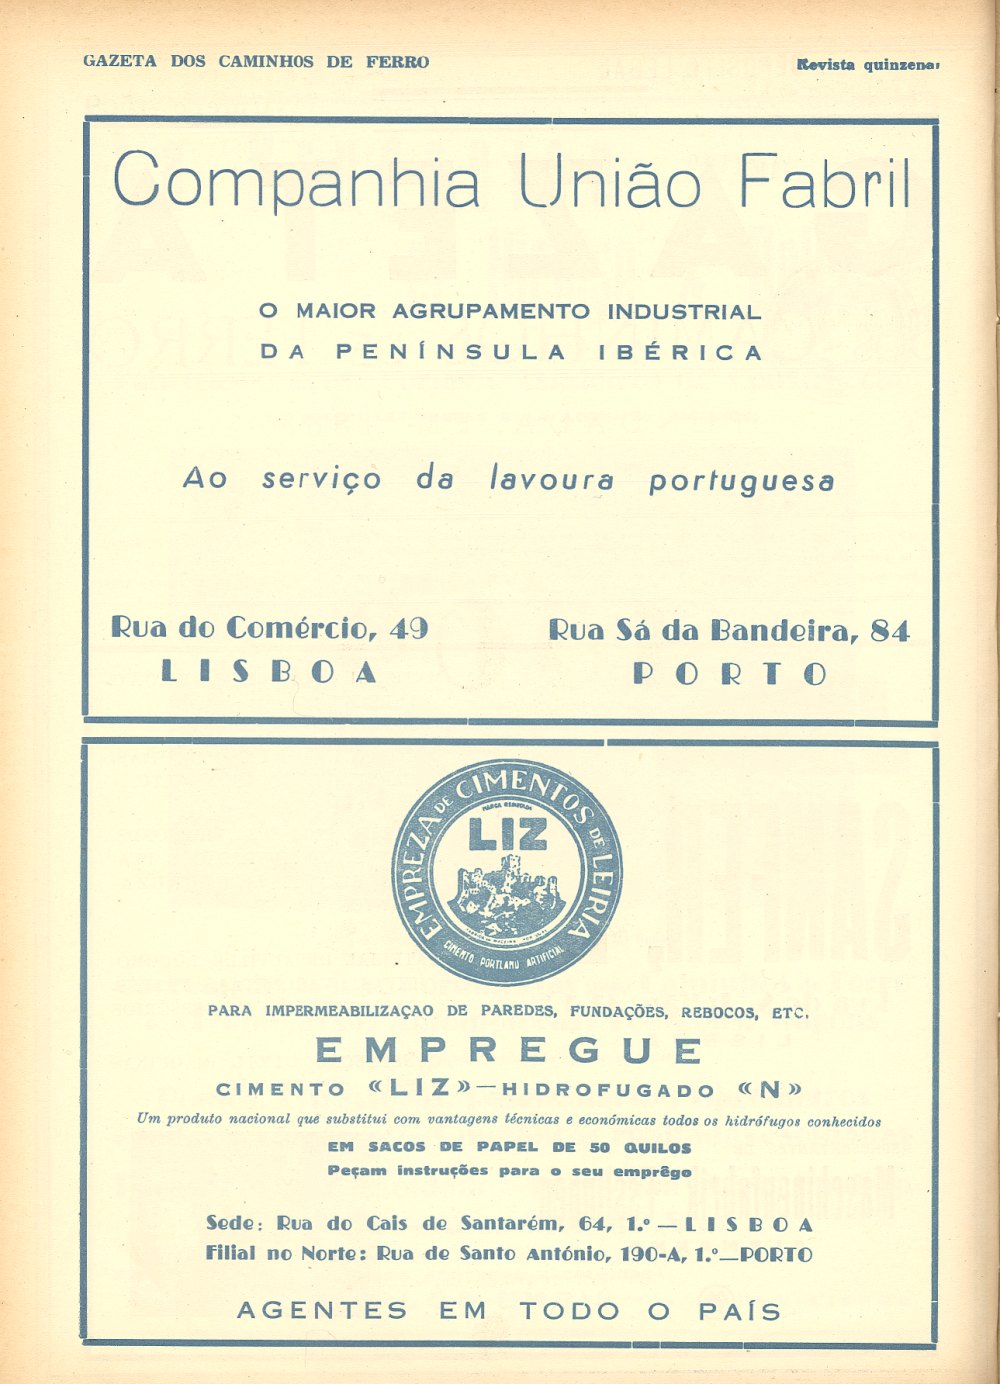 GAZETA DOS CAMINHOS DE FERRO
Revista quinzenal
Companhia União Fabril
O MAIOR AGRUPAMENTO INDUSTRIAL
DA PENÍNSULA IBÉRICA
Ao serviço da lavoura portuguesa
Rua do Comércio, 49
LISBOA
Rua Sá da Bandeira, 84
PORTO
EMPREZA DE CIMENTOS DE LEIRIA
MARCA REGISTADA
LIZ
CIMENTO PORTLAND ARTIFICIAL
PARA IMPERMEABILIZAÇAO DE PAREDES, FUNDAÇÕES, REBOCOS, ETC.
EMPREGUE
CIMENTO «LIZ»—HIDROFUGADO «N»
Um produto nacional que substitui com vantagens técnicas e económicas todos os hidrófugos conhecidos
EM SACOS DE PAPEL DE 50 QUILOS
Peçam instruções para o seu emprêgo
Sede: Rua do Cais de Santarém, 64, 1.º — LISBOA
Filial no Norte: Rua de Santo António, 190-A, 1.º—PORTO
AGENTES EM TODO O PAÍS